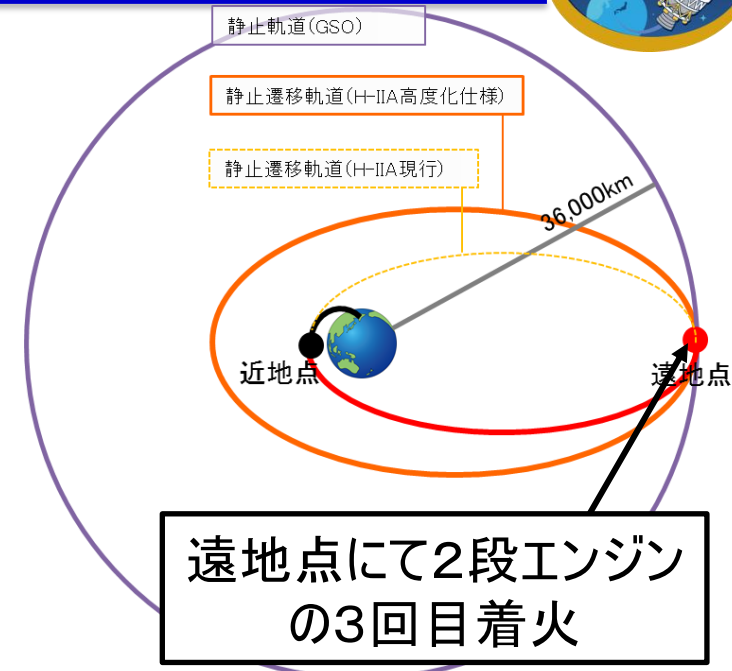 静止軌道(GSO)
静止遷移軌道(H-IIA高度化仕様)
静止遷移軌道(H-IIA現行)
36,000km
近地点
遠地点
遠地点にて2段エンジン
の3回目着火